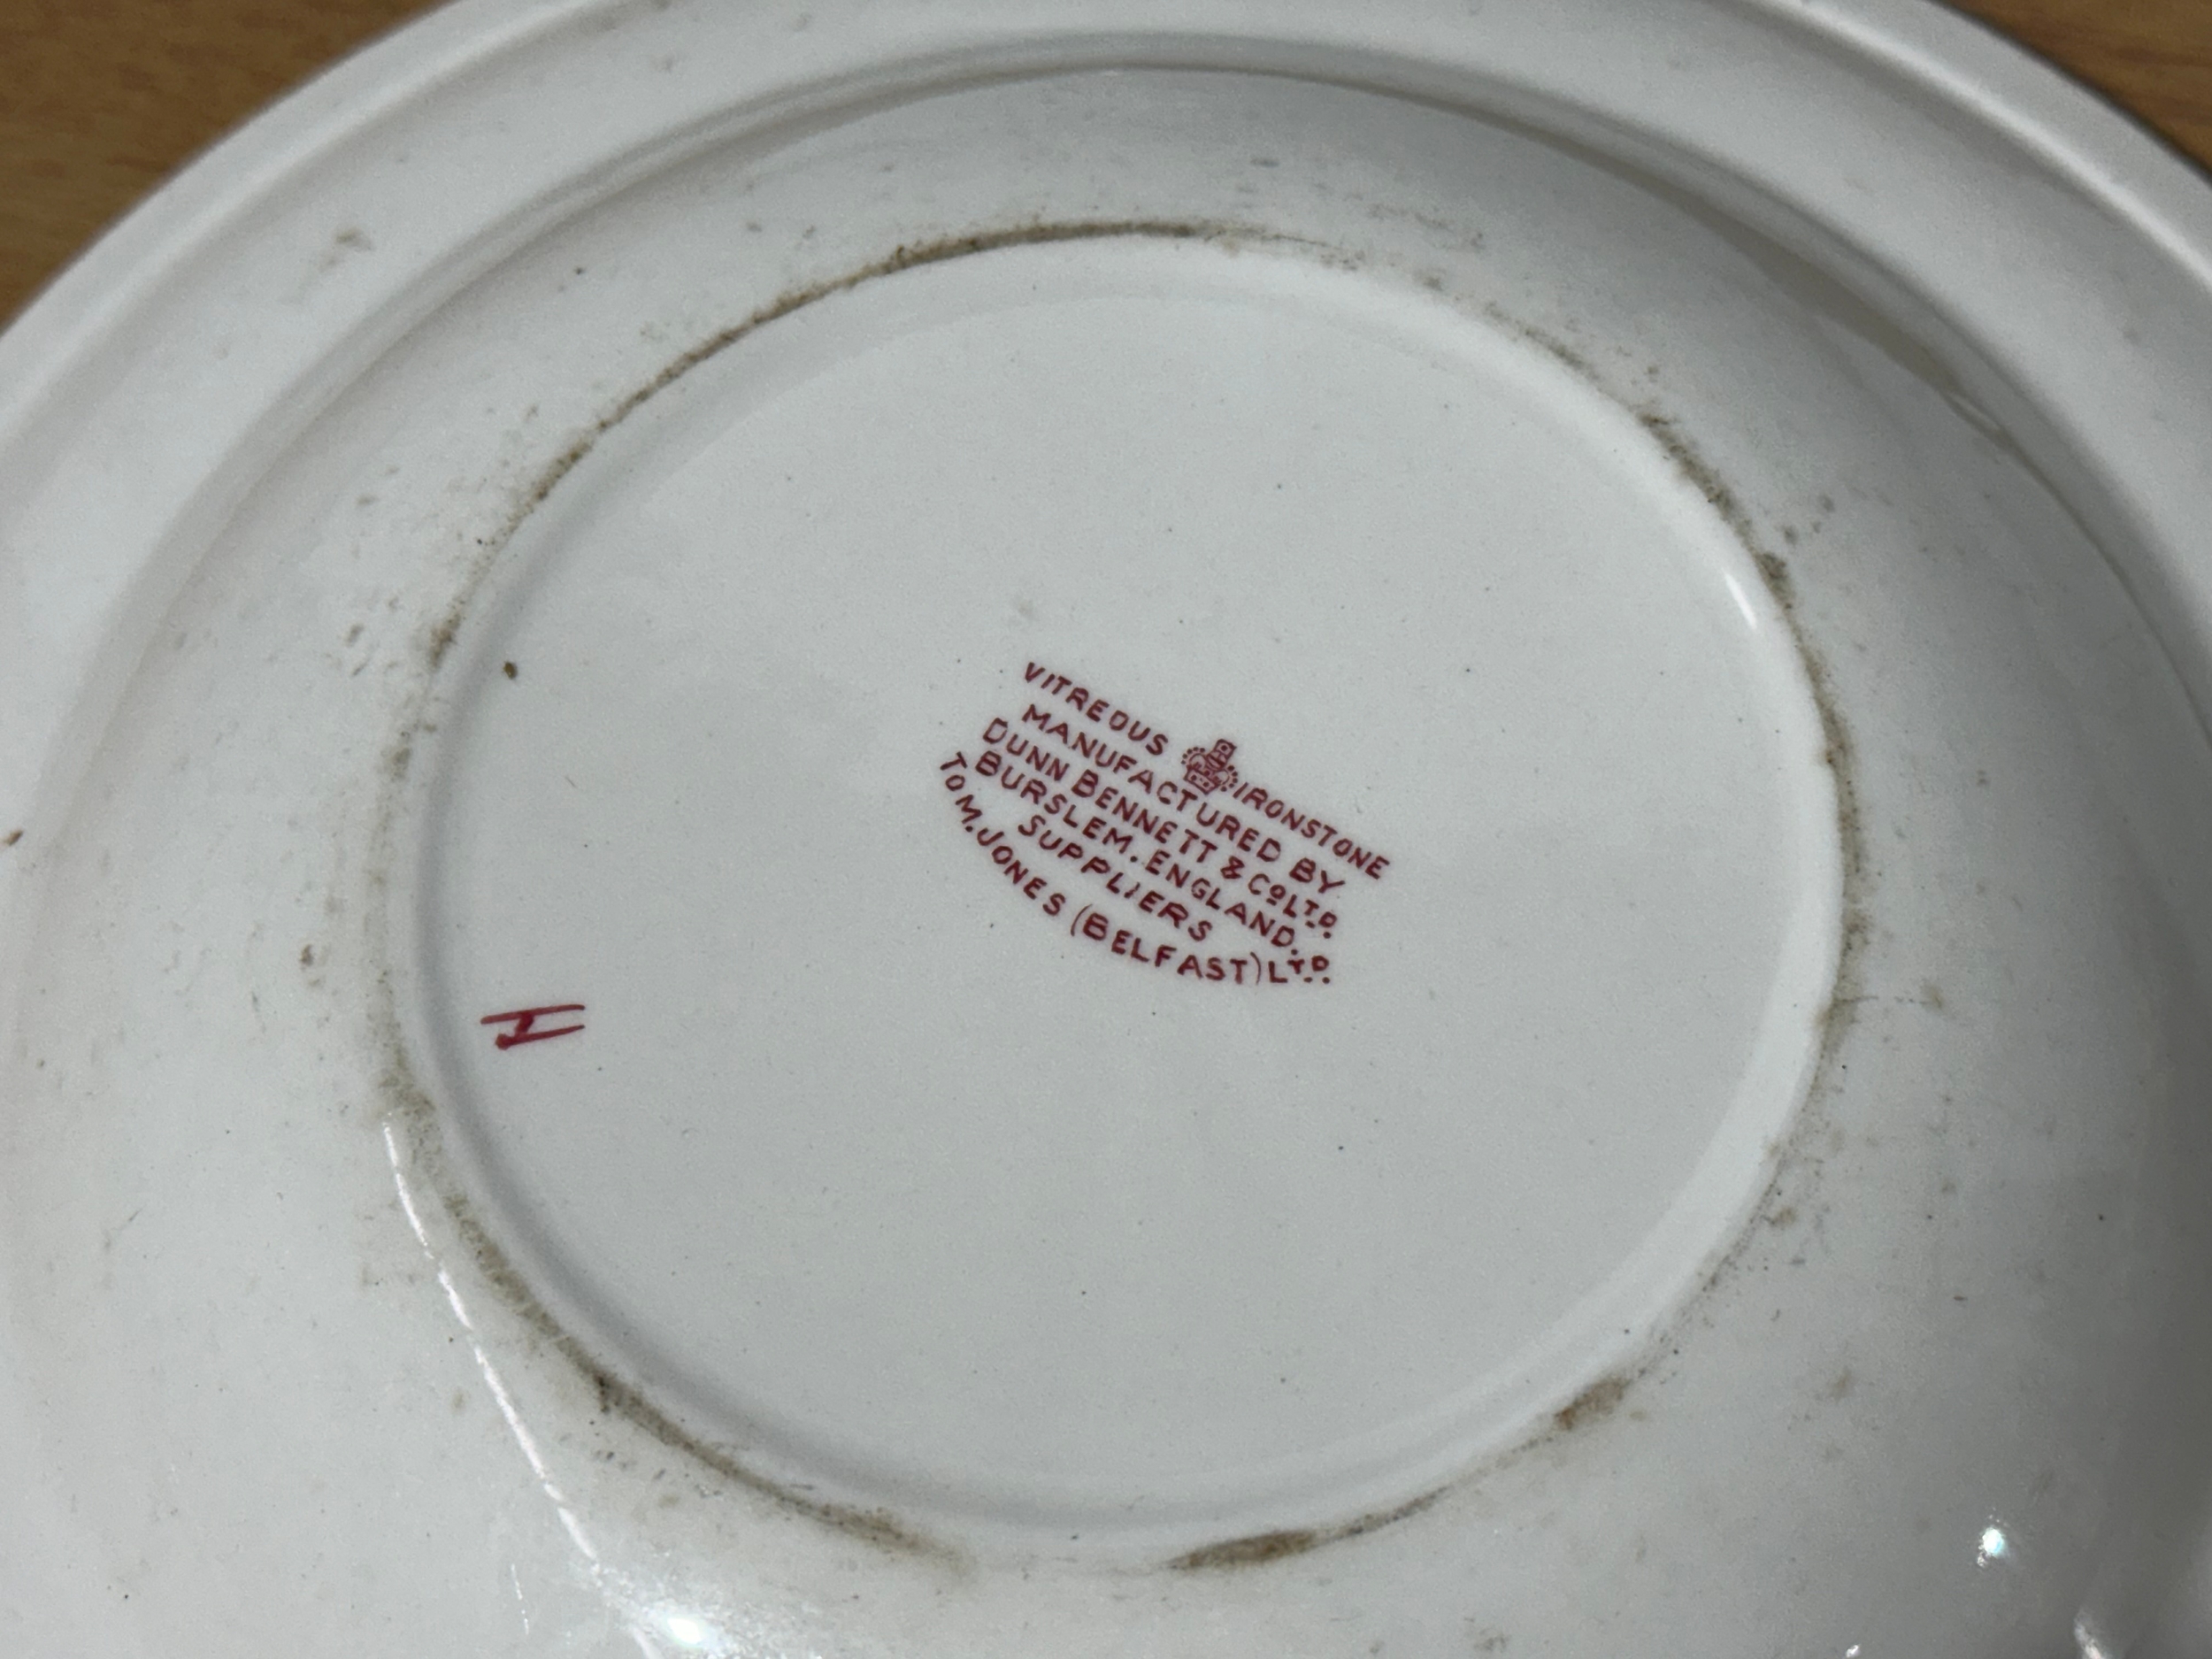 VITREOUS IRONSTONE
MANUFACTURED BY
DUNN BENNETT & Cº LTD.
BURSLEM. ENGLAND.
SUPPLIERS
TOM. JONES (BELFAST) LTD.